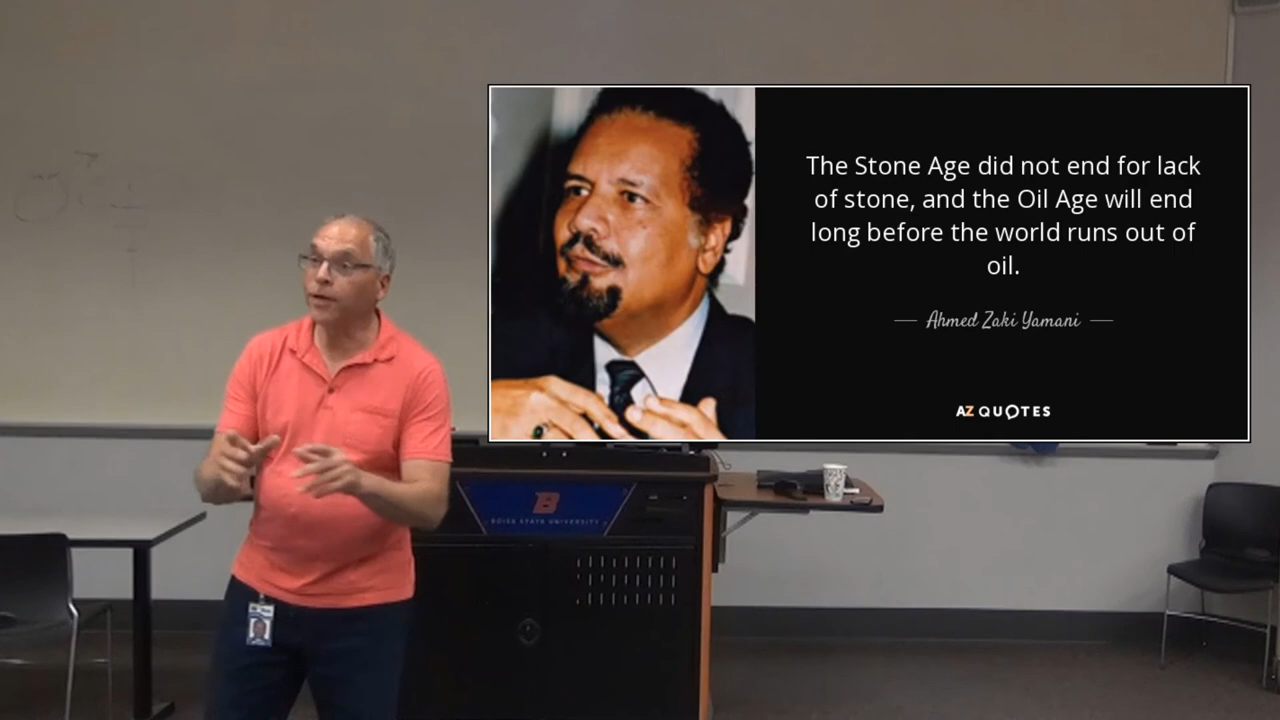 The Stone Age did not end for lack
of stone, and the Oil Age will end
long before the world runs out of
oil.
Ahmed Zaki Yamani
AZ QUOTES
B
BOISE STATE UNIVERSITY